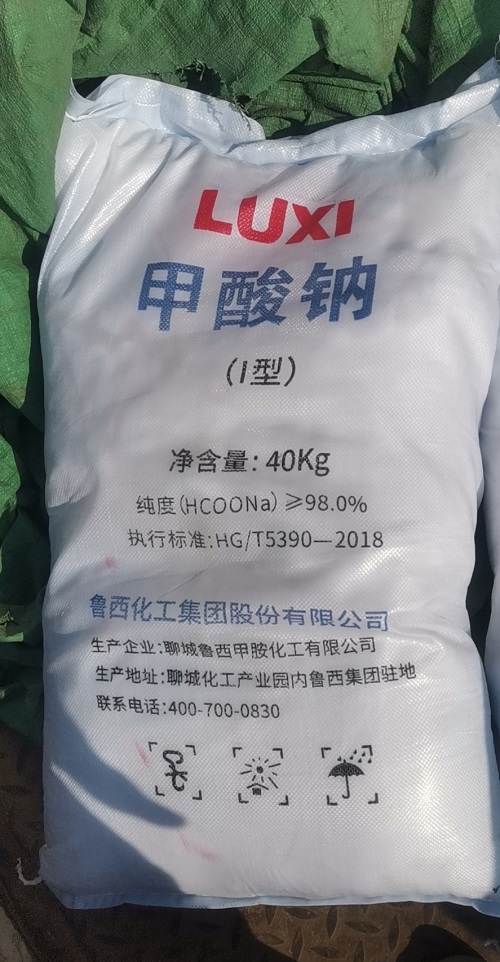 LUXI
甲酸钠
(I型)
净含量: 40Kg
纯度(HCOONa)≥98.0%
执行标准:HG/T5390—2018
鲁西化工集团股份有限公司
生产企业:聊城鲁西甲胺化工有限公司
生产地址:聊城化工产业园内鲁西集团驻地
联系电话:400-700-0830